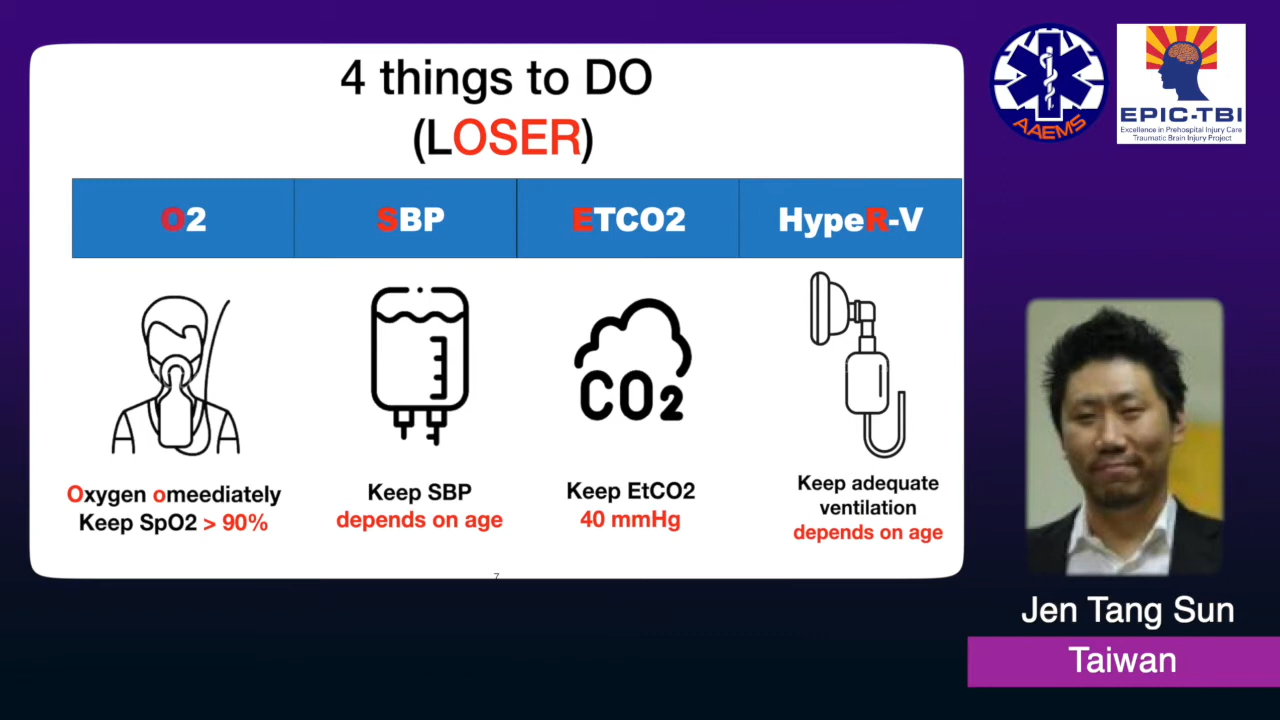 4 things to DO
(LOSER)
O2
SBP
ETCO2
HypeR-V
CO2
Oxygen omeediately
Keep SpO2 > 90%
Keep SBP
depends on age
Keep EtCO2
40 mmHg
Keep adequate
ventilation
depends on age
7
AAEMS
EPIC-TBI
Excellence in Prehospital Injury Care
Traumatic Brain Injury Project
Jen Tang Sun
Taiwan